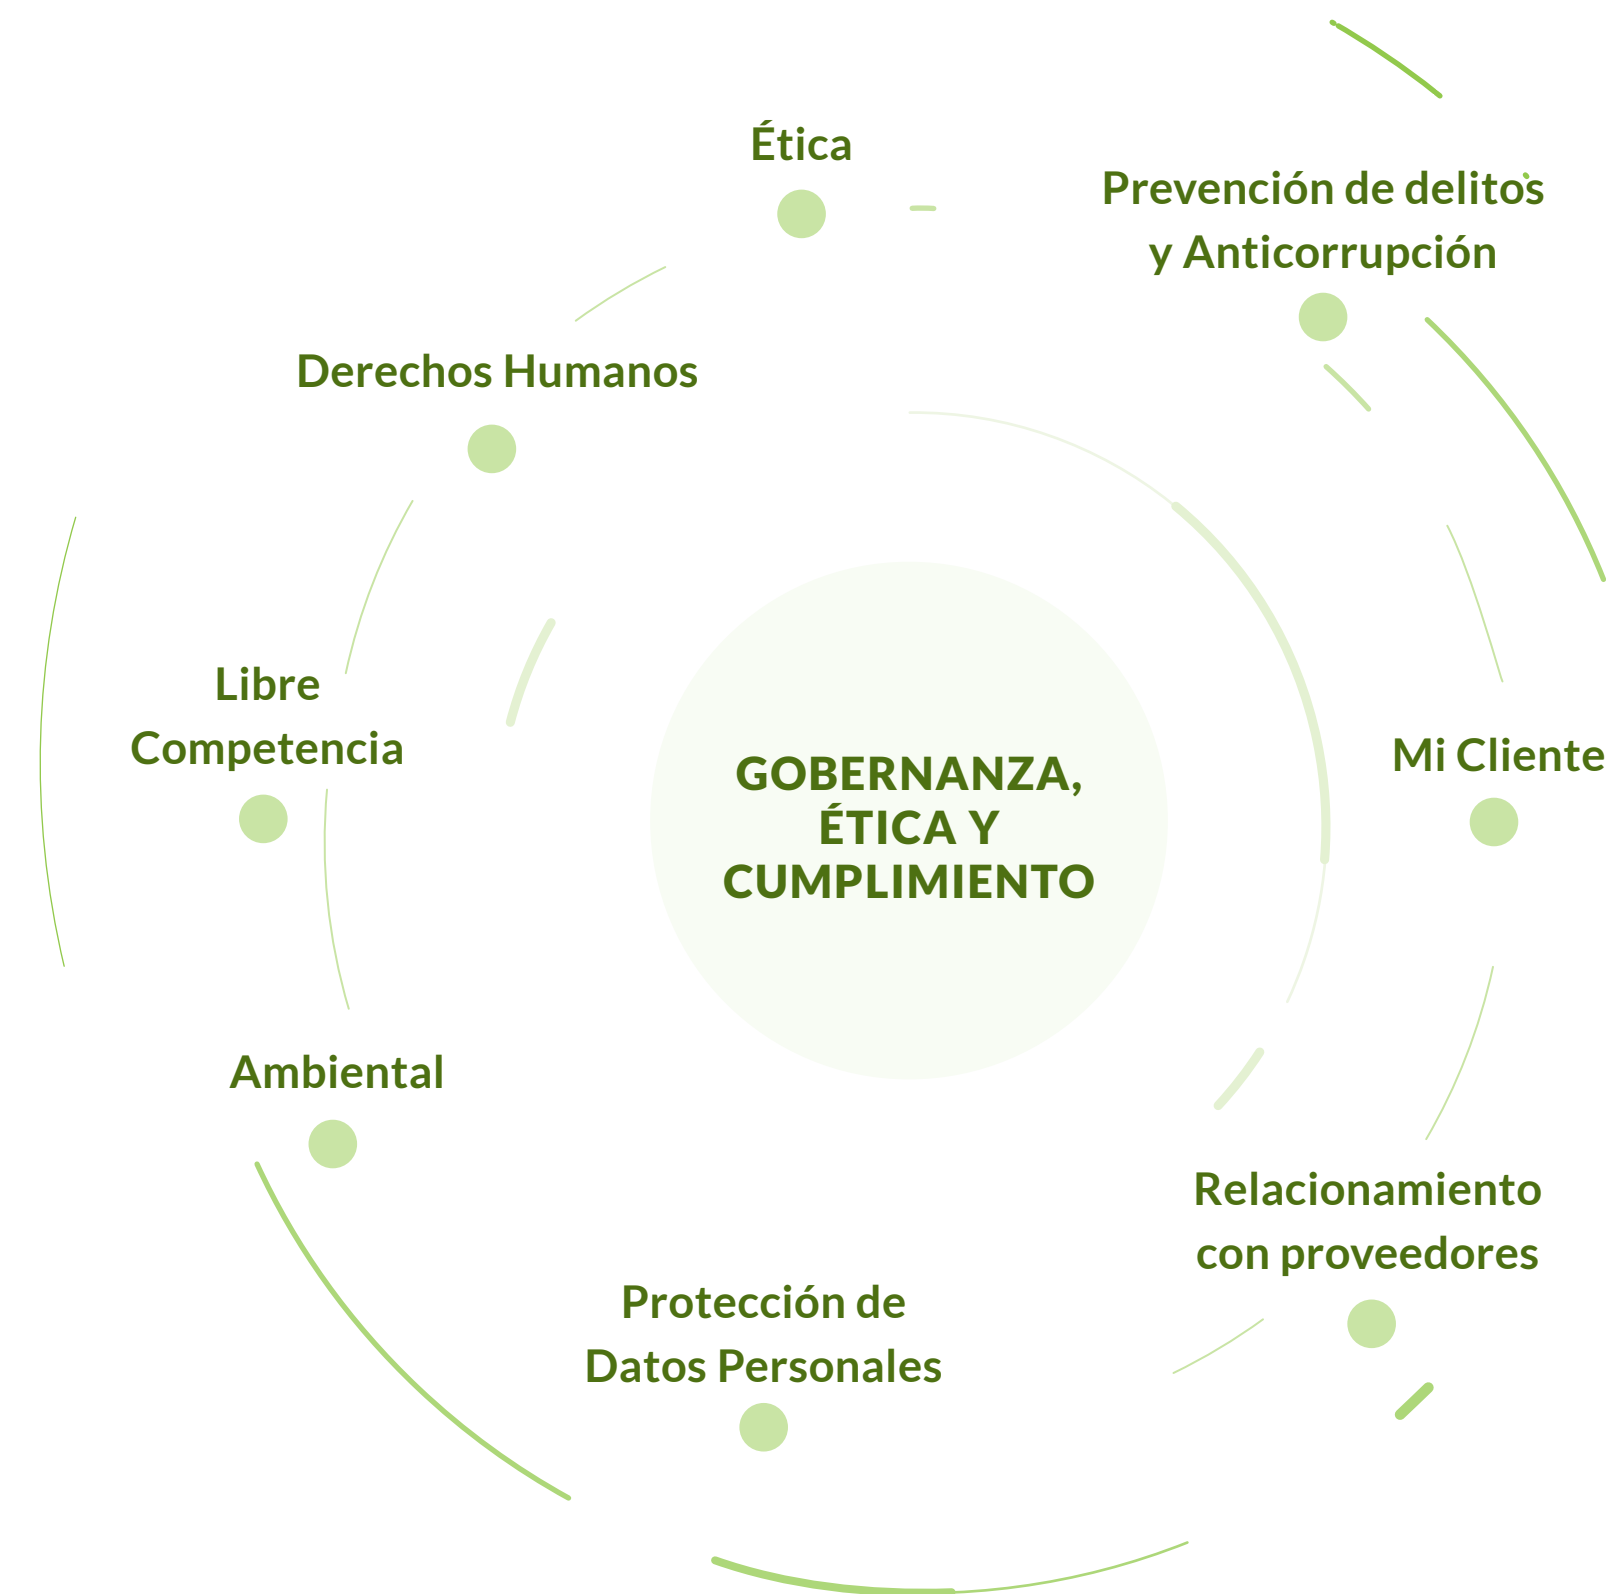 Ética
Prevención de delitos
y Anticorrupción
Derechos Humanos
Libre
Competencia
Mi Cliente
GOBERNANZA,
ÉTICA Y
CUMPLIMIENTO
Ambiental
Relacionamiento
con proveedores
Protección de
Datos Personales